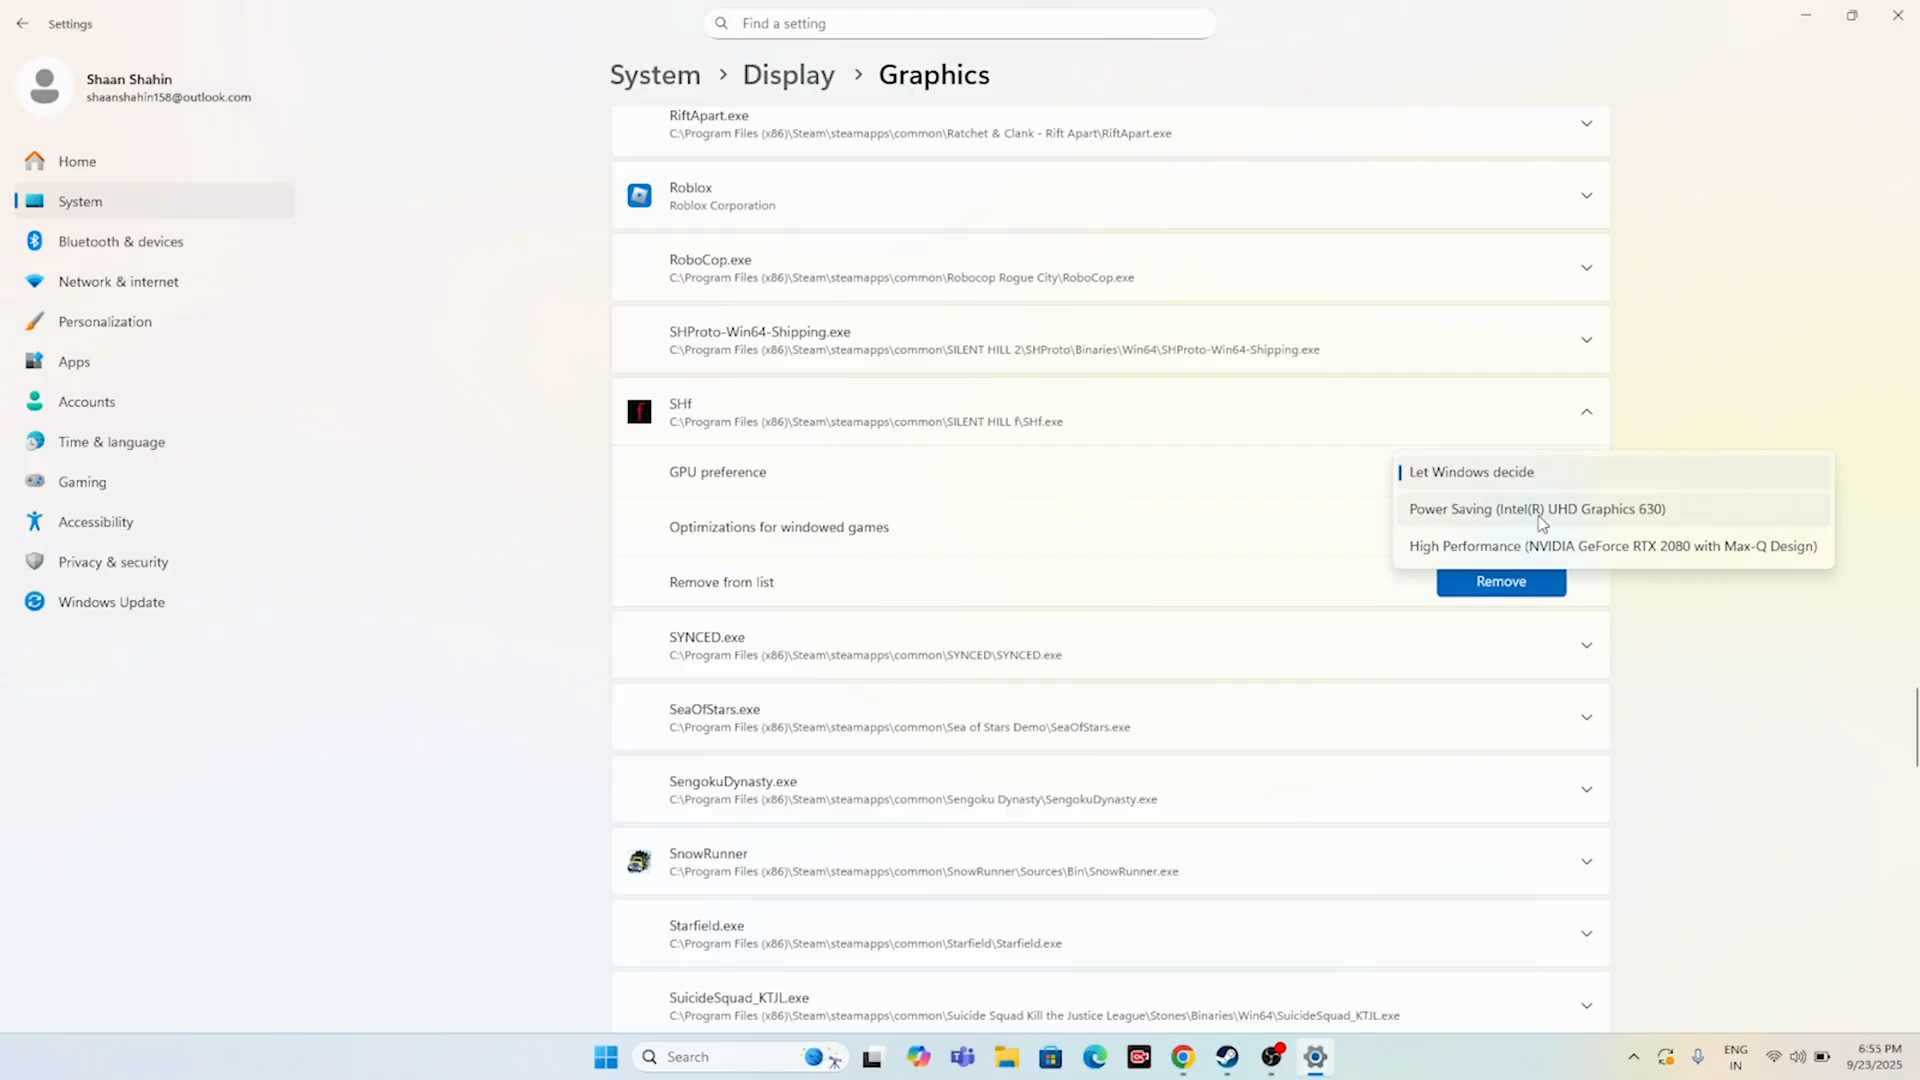 Settings
Find a setting
Shaan Shahin
shaanshahin158@outlook.com
Home
System
Bluetooth & devices
Network & internet
Personalization
Apps
Accounts
Time & language
Gaming
Accessibility
Privacy & security
Windows Update
System > Display > Graphics
RiftApart.exe
C:\Program Files (x86)\Steam\steamapps\common\Ratchet & Clank - Rift Apart\RiftApart.exe
Roblox
Roblox Corporation
RoboCop.exe
C:\Program Files (x86)\Steam\steamapps\common\Robocop Rogue City\RoboCop.exe
SHProto-Win64-Shipping.exe
C:\Program Files (x86)\Steam\steamapps\common\SILENT HILL 2\SHProto\Binaries\Win64\SHProto-Win64-Shipping.exe
SHf
C:\Program Files (x86)\Steam\steamapps\common\SILENT HILL f\SHf.exe
GPU preference
Let Windows decide
Power Saving (Intel(R) UHD Graphics 630)
High Performance (NVIDIA GeForce RTX 2080 with Max-Q Design)
Optimizations for windowed games
Remove from list
Remove
SYNCED.exe
C:\Program Files (x86)\Steam\steamapps\common\SYNCED\SYNCED.exe
SeaOfStars.exe
C:\Program Files (x86)\Steam\steamapps\common\Sea of Stars Demo\SeaOfStars.exe
SengokuDynasty.exe
C:\Program Files (x86)\Steam\steamapps\common\Sengoku Dynasty\SengokuDynasty.exe
SnowRunner
C:\Program Files (x86)\Steam\steamapps\common\SnowRunner\Sources\Bin\SnowRunner.exe
Starfield.exe
C:\Program Files (x86)\Steam\steamapps\common\Starfield\Starfield.exe
SuicideSquad_KTJL.exe
C:\Program Files (x86)\Steam\steamapps\common\Suicide Squad Kill the Justice League\Stones\Binaries\Win64\SuicideSquad_KTJL.exe
Search
ENG
IN
6:55 PM
9/23/2025